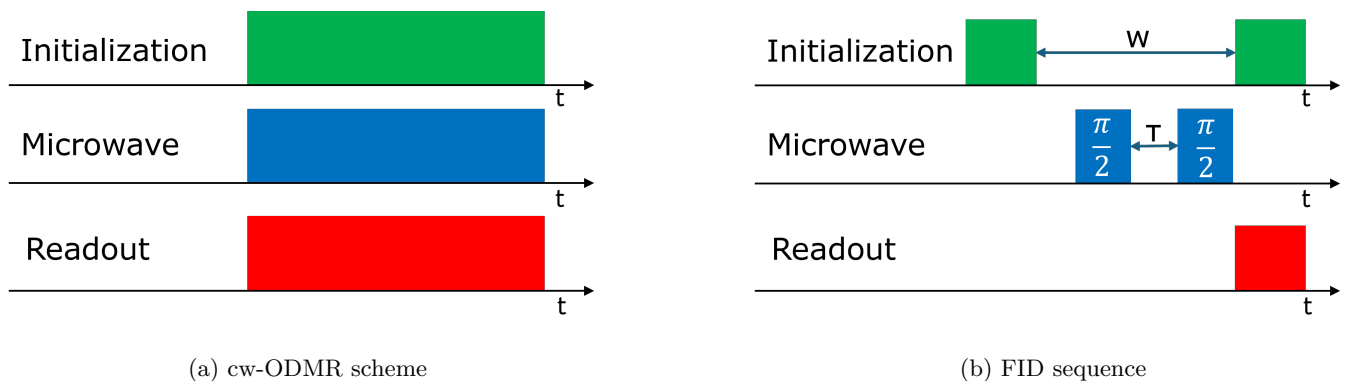 Initialization
t
Microwave
t
Readout
t
(a) cw-ODMR scheme
Initialization
W
t
Microwave
π/2
T
π/2
t
Readout
t
(b) FID sequence